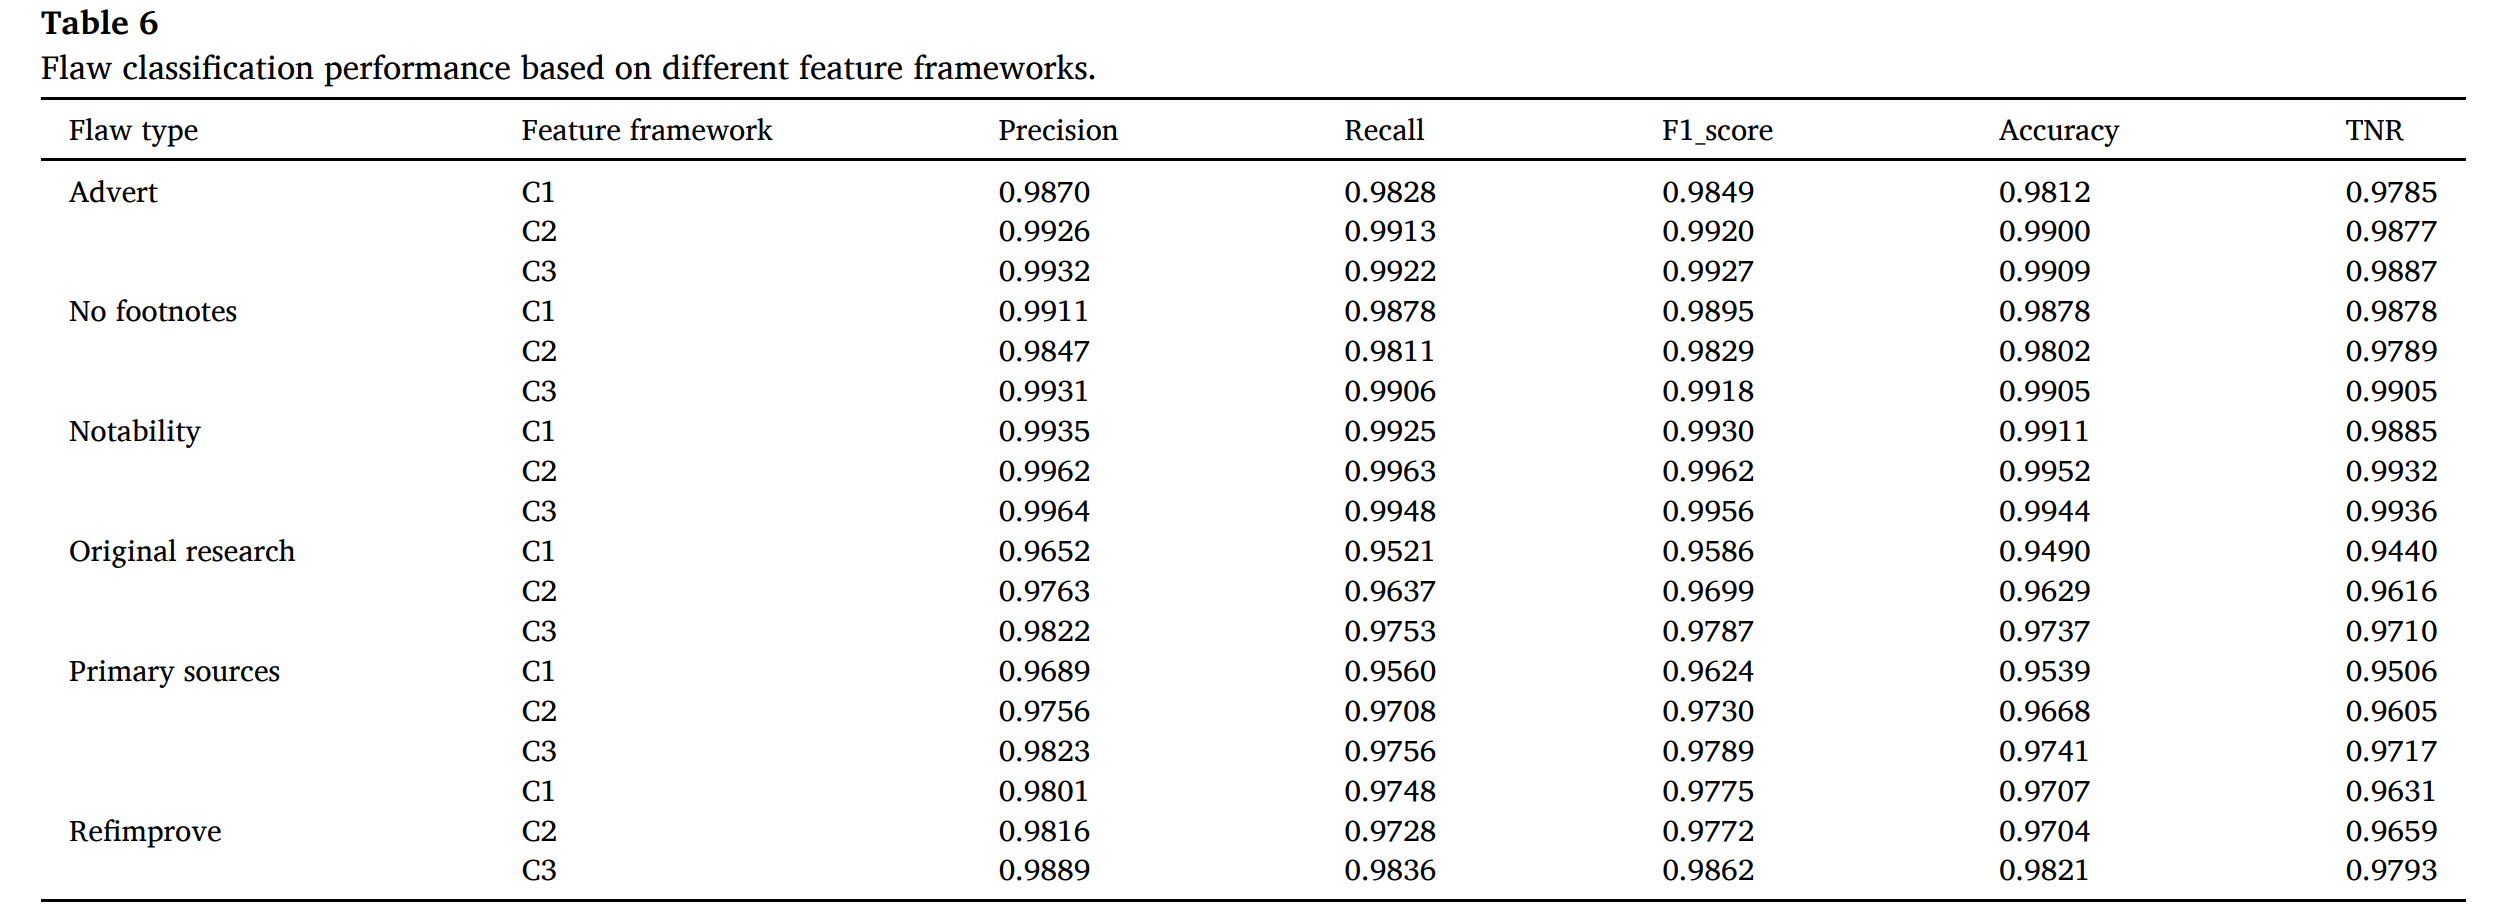 Table 6
Flaw classification performance based on different feature frameworks.
Flaw type Feature framework Precision Recall F1_score Accuracy TNR
Advert C1 0.9870 0.9828 0.9849 0.9812 0.9785
C2 0.9926 0.9913 0.9920 0.9900 0.9877
C3 0.9932 0.9922 0.9927 0.9909 0.9887
No footnotes C1 0.9911 0.9878 0.9895 0.9878 0.9878
C2 0.9847 0.9811 0.9829 0.9802 0.9789
C3 0.9931 0.9906 0.9918 0.9905 0.9905
Notability C1 0.9935 0.9925 0.9930 0.9911 0.9885
C2 0.9962 0.9963 0.9962 0.9952 0.9932
C3 0.9964 0.9948 0.9956 0.9944 0.9936
Original research C1 0.9652 0.9521 0.9586 0.9490 0.9440
C2 0.9763 0.9637 0.9699 0.9629 0.9616
C3 0.9822 0.9753 0.9787 0.9737 0.9710
Primary sources C1 0.9689 0.9560 0.9624 0.9539 0.9506
C2 0.9756 0.9708 0.9730 0.9668 0.9605
C3 0.9823 0.9756 0.9789 0.9741 0.9717
C1 0.9801 0.9748 0.9775 0.9707 0.9631
Refimprove C2 0.9816 0.9728 0.9772 0.9704 0.9659
C3 0.9889 0.9836 0.9862 0.9821 0.9793